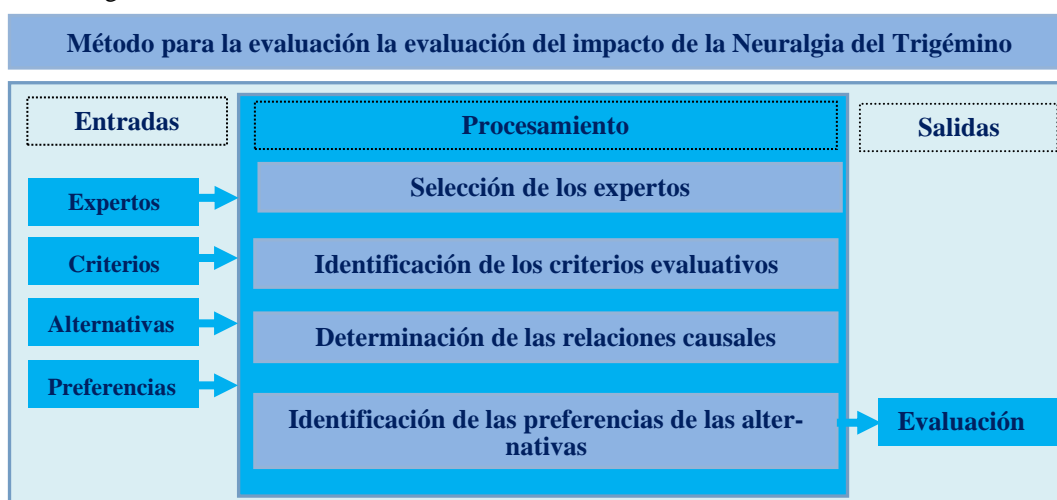 Método para la evaluación la evaluación del impacto de la Neuralgia del Trigémino
Entradas
Procesamiento
Salidas
Expertos
Criterios
Alternativas
Preferencias
Selección de los expertos
Identificación de los criterios evaluativos
Determinación de las relaciones causales
Identificación de las preferencias de las alter-
nativas
Evaluación